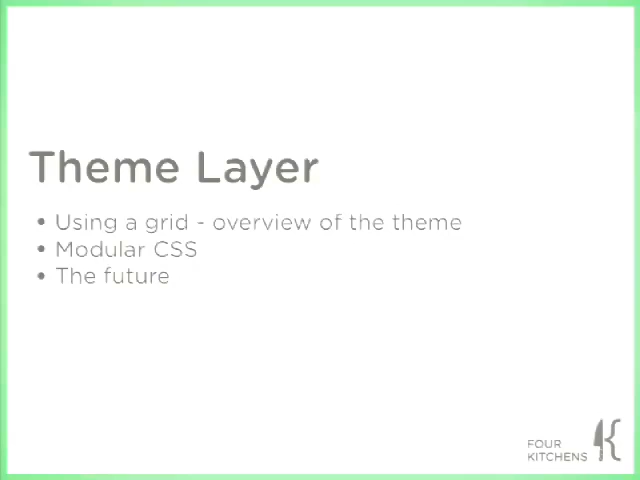 Theme Layer
• Using a grid - overview of the theme
• Modular CSS
• The future
FOUR
KITCHENS